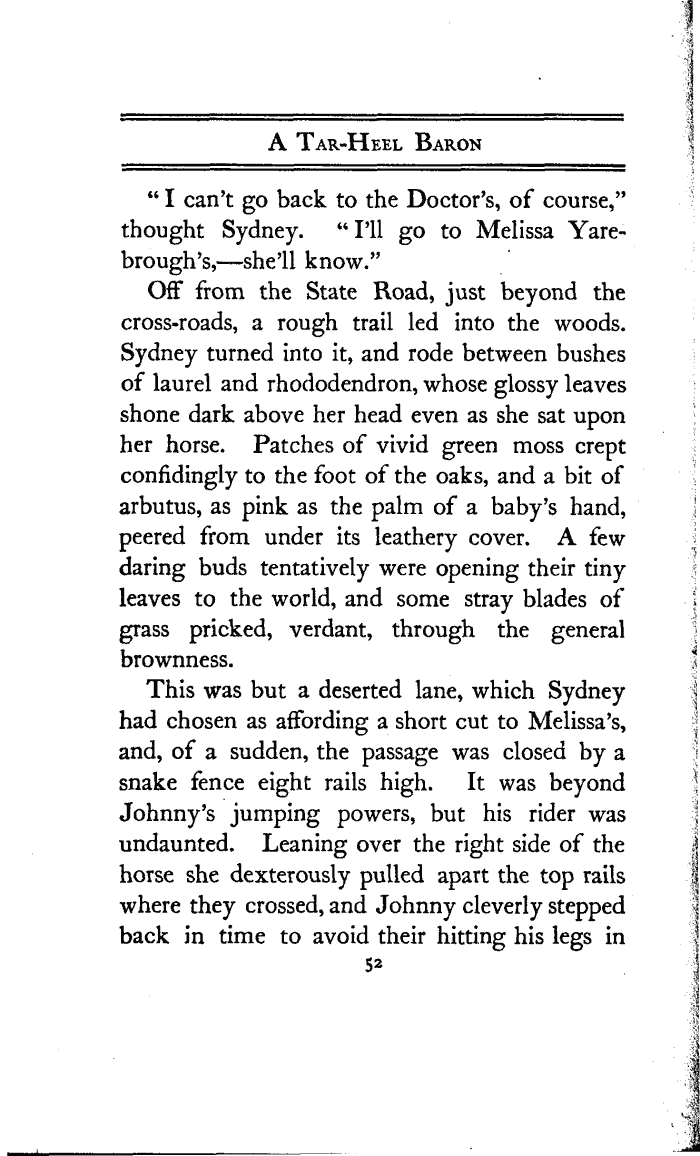 A Tar-Heel Baron
“I can't go back to the Doctor's, of course,”
thought Sydney. “I'll go to Melissa Yare-
brough's,—she'll know.”
Off from the State Road, just beyond the
cross-roads, a rough trail led into the woods.
Sydney turned into it, and rode between bushes
of laurel and rhododendron, whose glossy leaves
shone dark above her head even as she sat upon
her horse. Patches of vivid green moss crept
confidingly to the foot of the oaks, and a bit of
arbutus, as pink as the palm of a baby's hand,
peered from under its leathery cover. A few
daring buds tentatively were opening their tiny
leaves to the world, and some stray blades of
grass pricked, verdant, through the general
brownness.
This was but a deserted lane, which Sydney
had chosen as affording a short cut to Melissa's,
and, of a sudden, the passage was closed by a
snake fence eight rails high. It was beyond
Johnny's jumping powers, but his rider was
undaunted. Leaning over the right side of the
horse she dexterously pulled apart the top rails
where they crossed, and Johnny cleverly stepped
back in time to avoid their hitting his legs in
52